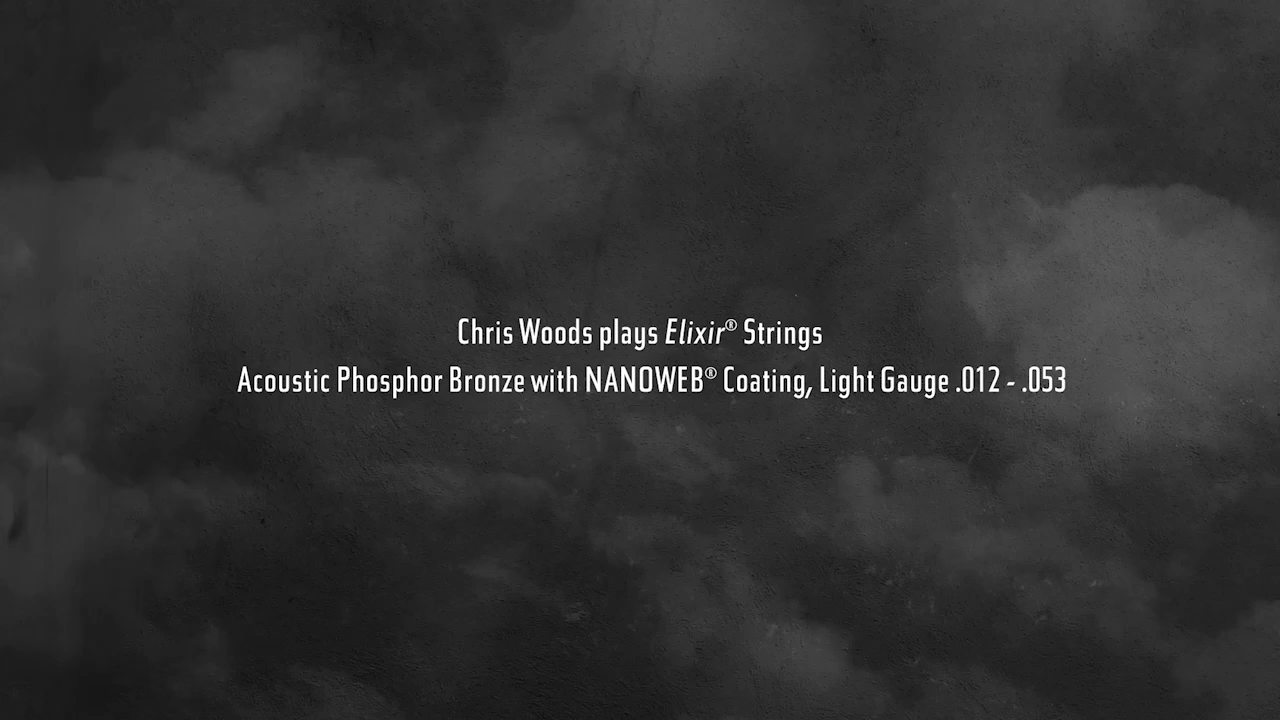 Chris Woods plays Elixir® Strings
Acoustic Phosphor Bronze with NANOWEB® Coating, Light Gauge .012 - .053